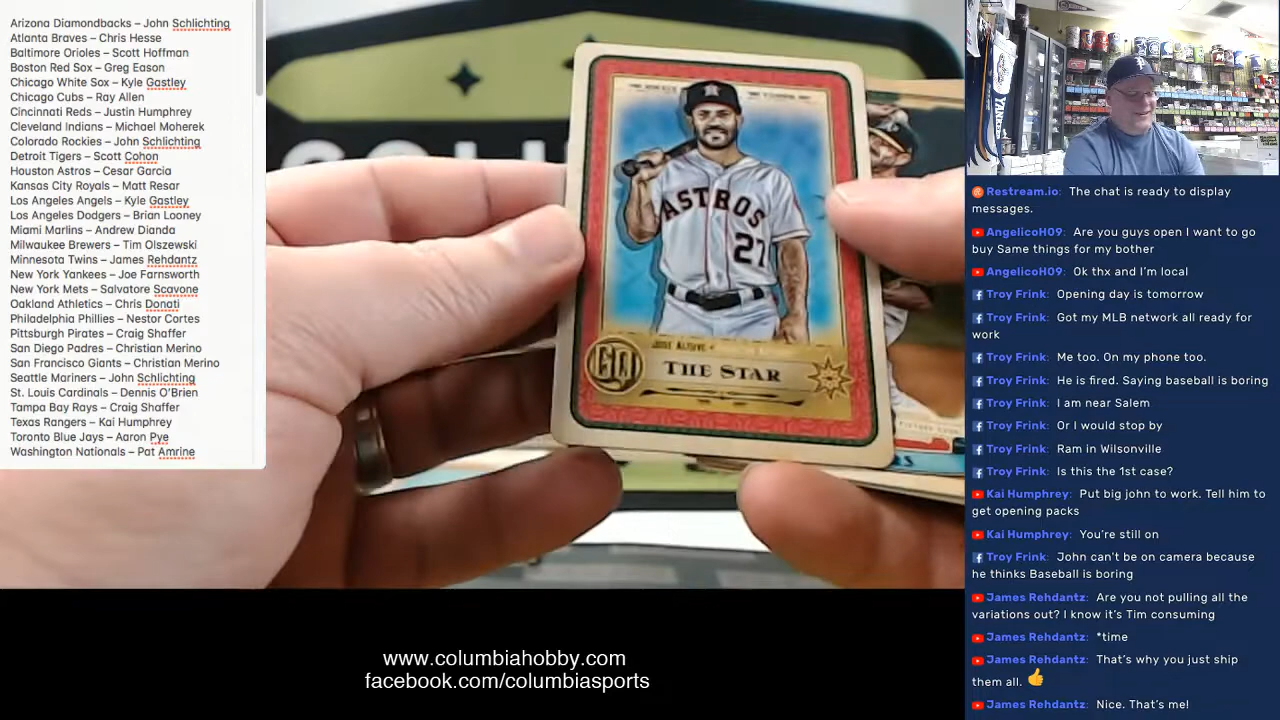 Arizona Diamondbacks – John Schlichting
Atlanta Braves – Chris Hesse
Baltimore Orioles – Scott Hoffman
Boston Red Sox – Greg Eason
Chicago White Sox – Kyle Gastley
Chicago Cubs – Ray Allen
Cincinnati Reds – Justin Humphrey
Cleveland Indians – Michael Moherek
Colorado Rockies – John Schlichting
Detroit Tigers – Scott Cohon
Houston Astros – Cesar Garcia
Kansas City Royals – Matt Resar
Los Angeles Angels – Kyle Gastley
Los Angeles Dodgers – Brian Looney
Miami Marlins – Andrew Dianda
Milwaukee Brewers – Tim Olszewski
Minnesota Twins – James Rehdantz
New York Yankees – Joe Farnsworth
New York Mets – Salvatore Scavone
Oakland Athletics – Chris Donati
Philadelphia Phillies – Nestor Cortes
Pittsburgh Pirates – Craig Shaffer
San Diego Padres – Christian Merino
San Francisco Giants – Christian Merino
Seattle Mariners – John Schlichting
St. Louis Cardinals – Dennis O'Brien
Tampa Bay Rays – Craig Shaffer
Texas Rangers – Kai Humphrey
Toronto Blue Jays – Aaron Pye
Washington Nationals – Pat Amrine
ASTROS
27
JOSE ALTUVE
GQ
THE STAR
www.columbiahobby.com
facebook.com/columbiasports
Restream.io: The chat is ready to display
messages.
AngelicoH09: Are you guys open I want to go
buy Same things for my bother
AngelicoH09: Ok thx and I'm local
Troy Frink: Opening day is tomorrow
Troy Frink: Got my MLB network all ready for
work
Troy Frink: Me too. On my phone too.
Troy Frink: He is fired. Saying baseball is boring
Troy Frink: I am near Salem
Troy Frink: Or I would stop by
Troy Frink: Ram in Wilsonville
Troy Frink: Is this the 1st case?
Kai Humphrey: Put big john to work. Tell him to
get opening packs
Kai Humphrey: You're still on
Troy Frink: John can't be on camera because
he thinks Baseball is boring
James Rehdantz: Are you not pulling all the
variations out? I know it's Tim consuming
James Rehdantz: *time
James Rehdantz: That's why you just ship
them all. 👍
James Rehdantz: Nice. That's me!